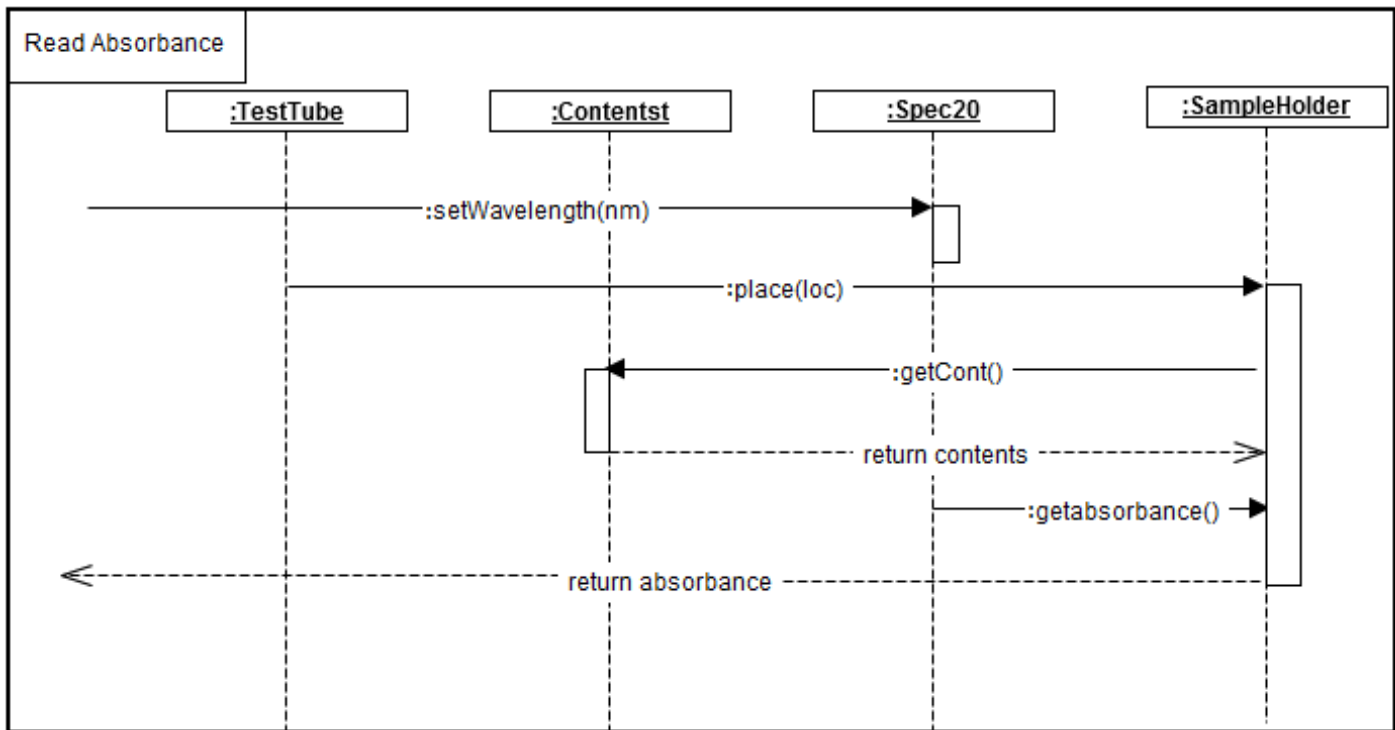 Read Absorbance
:TestTube
:Contentst
:Spec20
:SampleHolder
:setWavelength(nm)
:place(loc)
:getCont()
return contents
:getabsorbance()
return absorbance